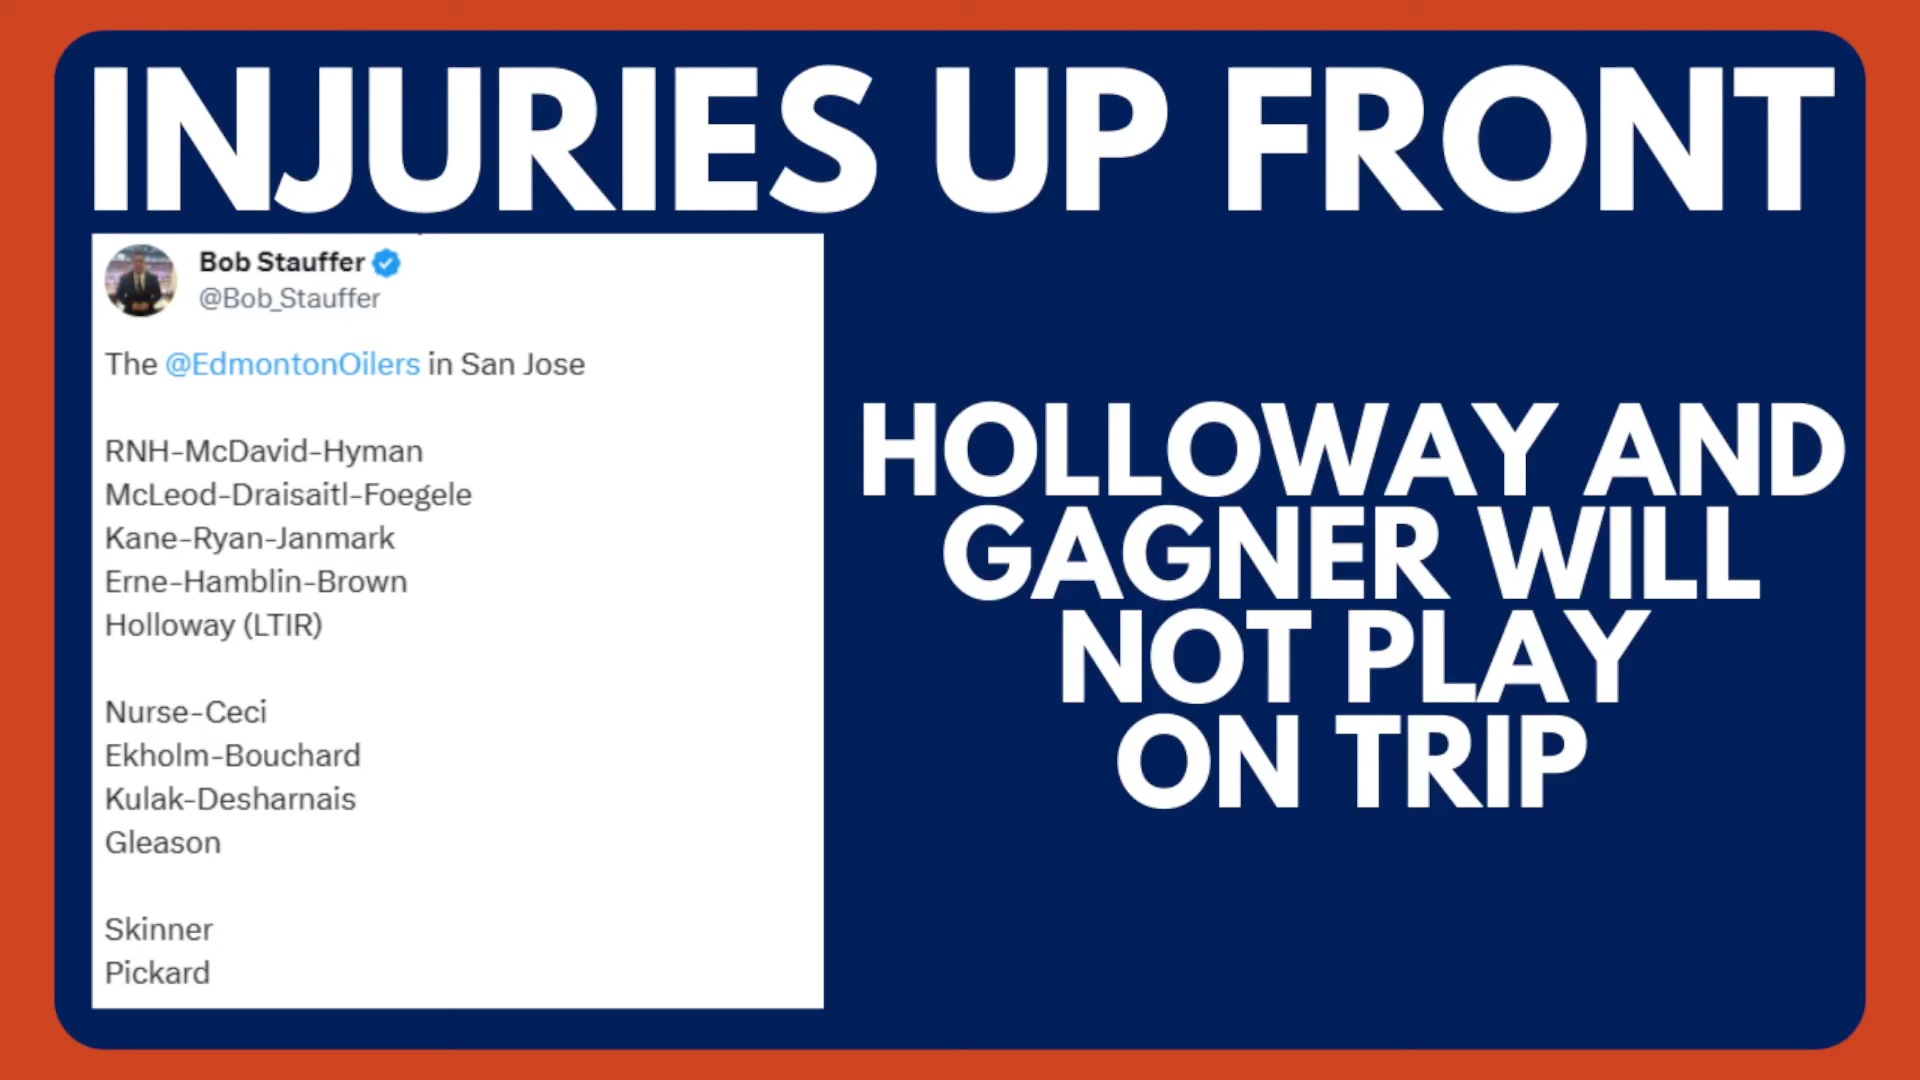 INJURIES UP FRONT
Bob Stauffer
@Bob_Stauffer
The @EdmontonOilers in San Jose
RNH-McDavid-Hyman
McLeod-Draisaitl-Foegele
Kane-Ryan-Janmark
Erne-Hamblin-Brown
Holloway (LTIR)
Nurse-Ceci
Ekholm-Bouchard
Kulak-Desharnais
Gleason
Skinner
Pickard
HOLLOWAY AND
GAGNER WILL
NOT PLAY
ON TRIP